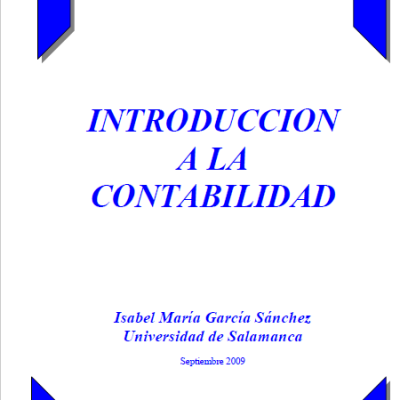 INTRODUCCION
A LA
CONTABILIDAD
Isabel María García Sánchez
Universidad de Salamanca
Septiembre 2009